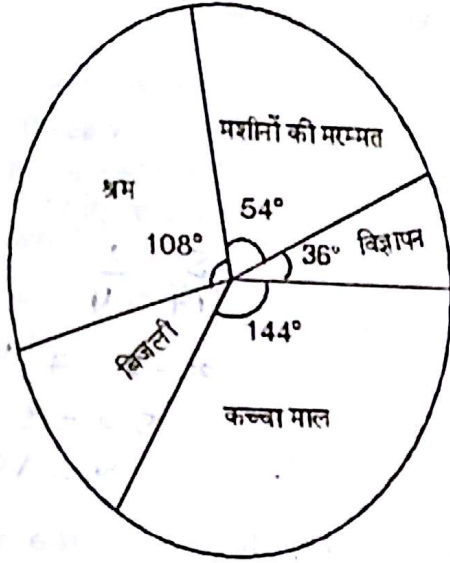 मशीनों की मरम्मत
श्रम
54°
108°
36° विज्ञापन
बिजली
144°
कच्चा माल